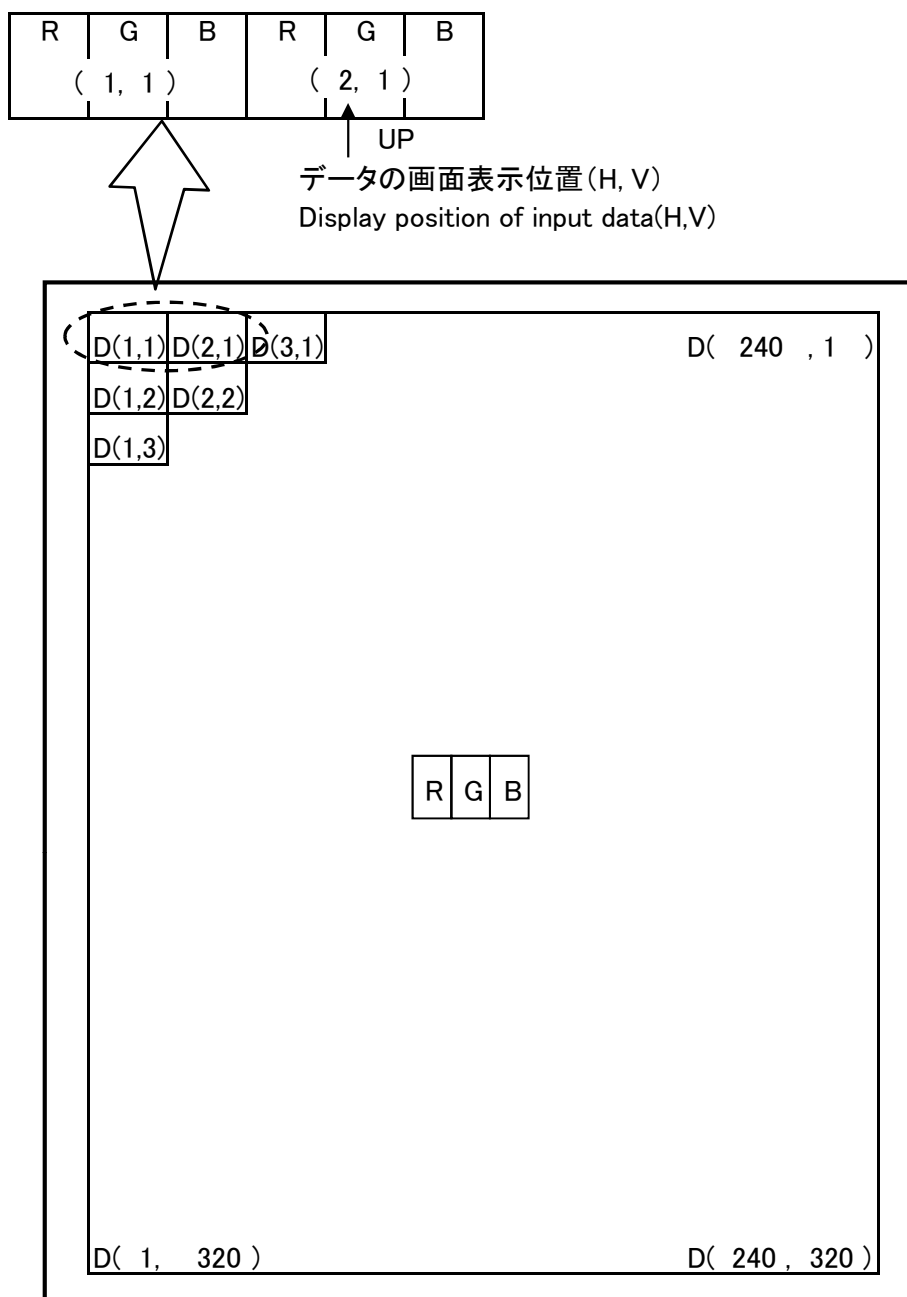 R G B R G B
( 1, 1 ) ( 2, 1 )
UP
データの画面表示位置(H, V)
Display position of input data(H,V)
D(1,1) D(2,1) D(3,1) D( 240 , 1 )
D(1,2) D(2,2)
D(1,3)
R G B
D( 1, 320 ) D( 240 , 320 )